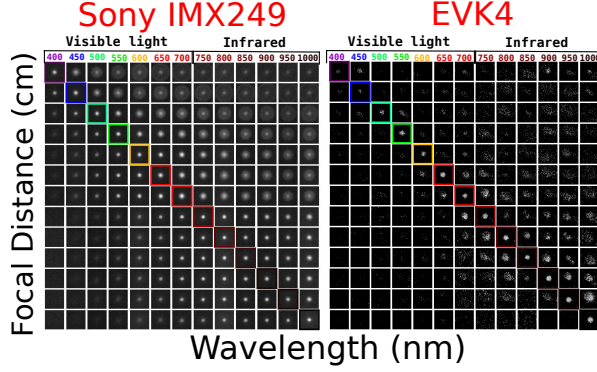 Sony IMX249 EVK4
Visible light Infrared Visible light Infrared
400 450 500 550 600 650 700 750 800 850 900 950 1000 400 450 500 550 600 650 700 750 800 850 900 950 1000
Focal Distance (cm)
Wavelength (nm)